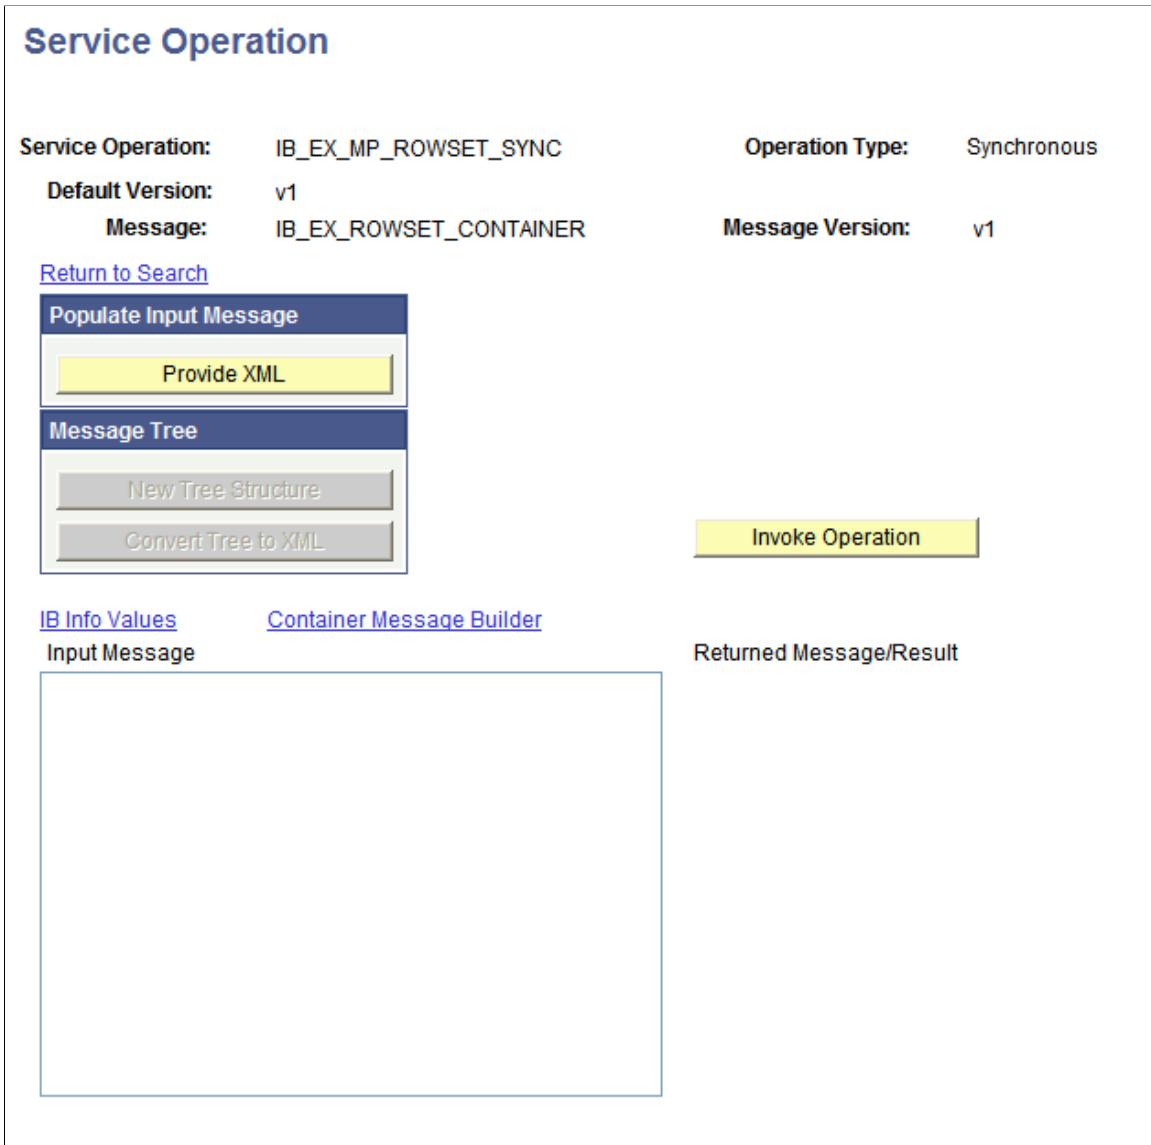 Service Operation
Service Operation: IB_EX_MP_ROWSET_SYNC Operation Type: Synchronous
Default Version: v1
Message: IB_EX_ROWSET_CONTAINER Message Version: v1
Return to Search
Populate Input Message
Provide XML
Message Tree
New Tree Structure
Convert Tree to XML
Invoke Operation
IB Info Values Container Message Builder
Input Message Returned Message/Result